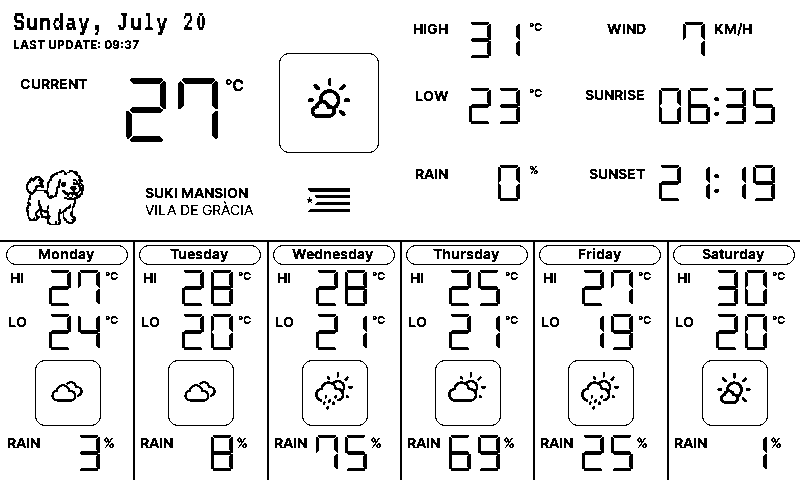 Sunday, July 20
LAST UPDATE: 09:37
CURRENT 27 °C
HIGH 31 °C
LOW 23 °C
RAIN 0 %
WIND 7 KM/H
SUNRISE 06:35
SUNSET 21:19
SUKI MANSION
VILA DE GRÀCIA
Monday
HI 27 °C
LO 24 °C
RAIN 3 %
Tuesday
HI 28 °C
LO 20 °C
RAIN 8 %
Wednesday
HI 28 °C
LO 21 °C
RAIN 75 %
Thursday
HI 25 °C
LO 21 °C
RAIN 69 %
Friday
HI 27 °C
LO 19 °C
RAIN 25 %
Saturday
HI 30 °C
LO 20 °C
RAIN 1 %